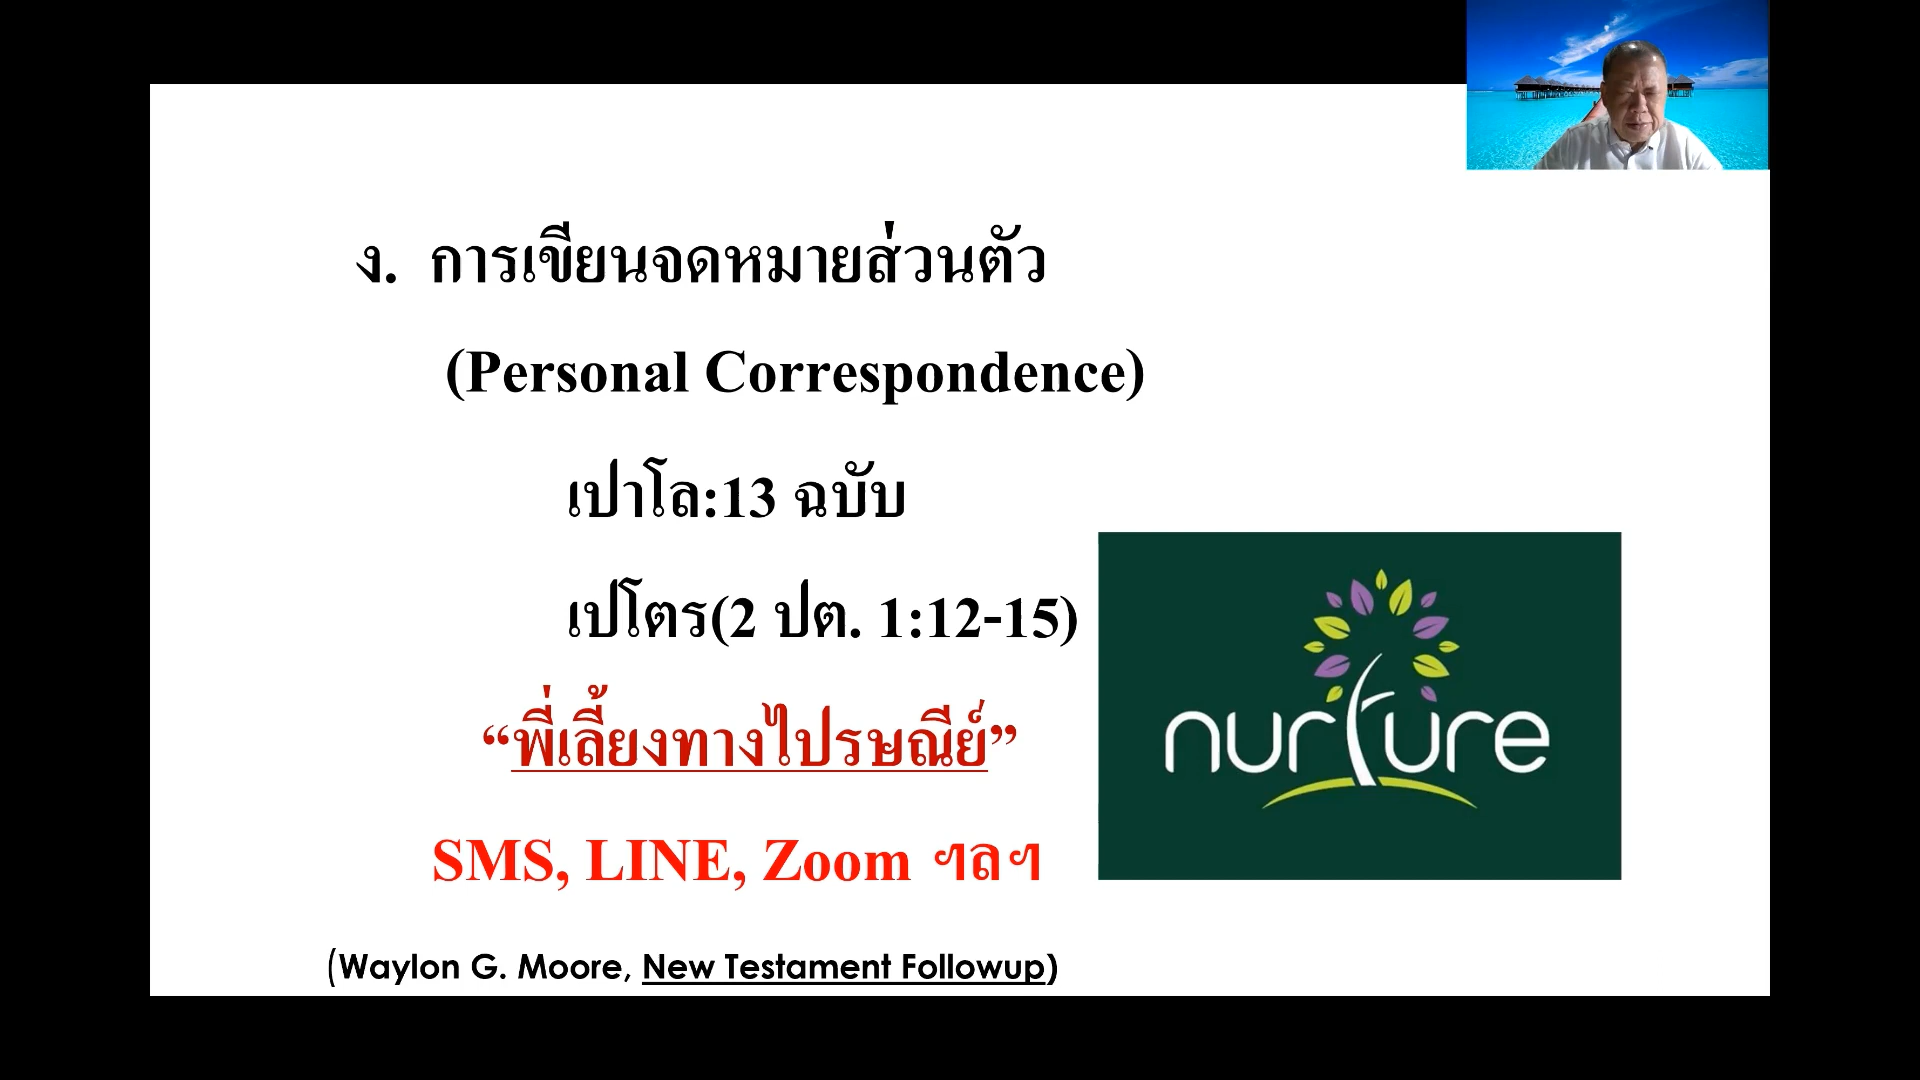 ง. การเขียนจดหมายส่วนตัว
(Personal Correspondence)
เปาโล:13 ฉบับ
เปโตร(2 ปต. 1:12-15)
“พี่เลี้ยงทางไปรษณีย์”
nurture
SMS, LINE, Zoom ฯลฯ
(Waylon G. Moore, New Testament Followup)